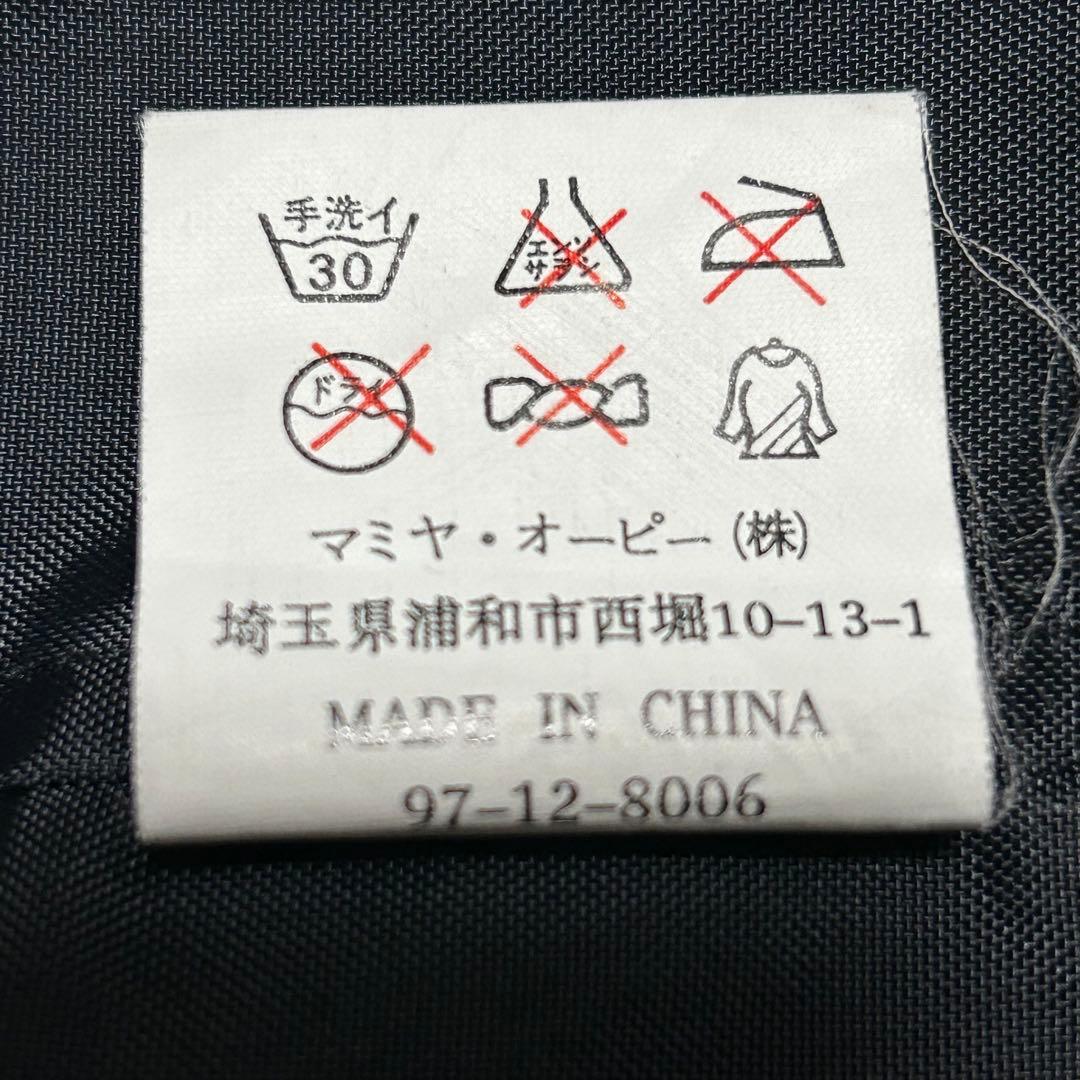 手洗イ
30
エンソ
サラシ
ドライ
マミヤ・オーピー(株)
埼玉県浦和市西堀10-13-1
MADE IN CHINA
97-12-8006